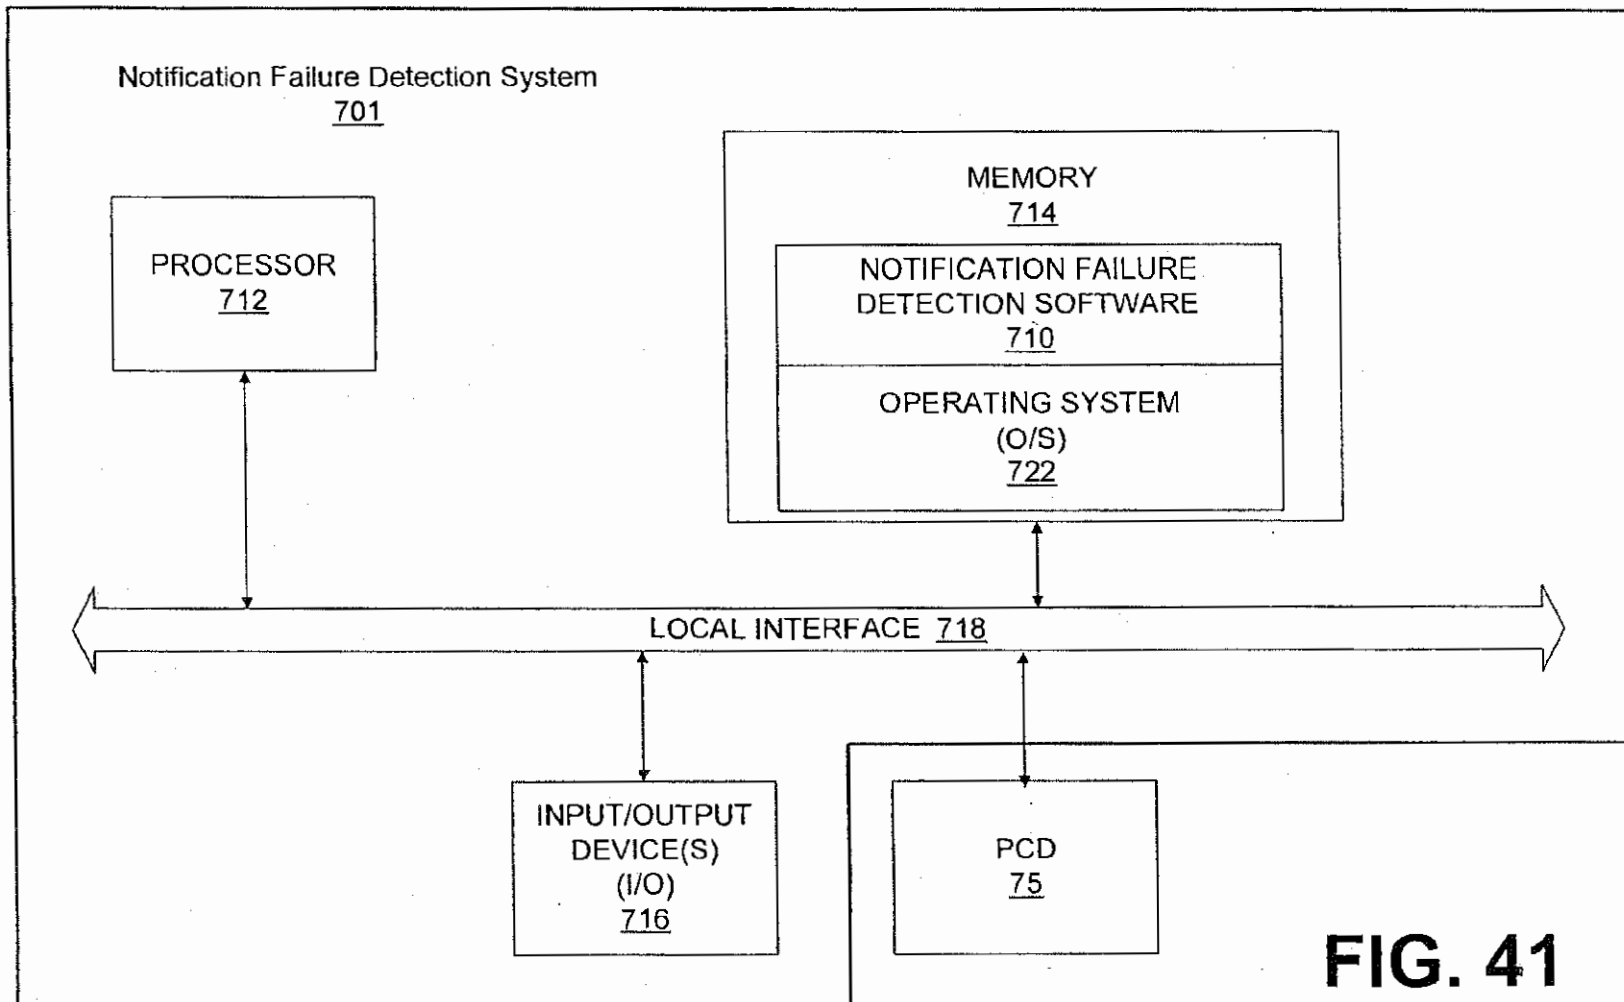 Notification Failure Detection System
701
PROCESSOR
712
MEMORY
714
NOTIFICATION FAILURE
DETECTION SOFTWARE
710
OPERATING SYSTEM
(O/S)
722
LOCAL INTERFACE 718
INPUT/OUTPUT
DEVICE(S)
(I/O)
716
PCD
75
FIG. 41